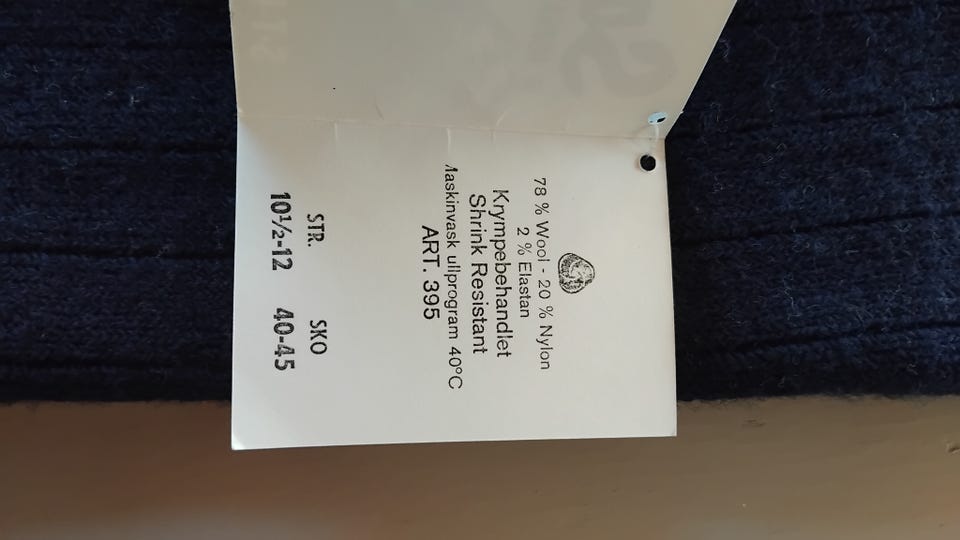 78 % Wool - 20 % Nylon
2 % Elastan
Krympebehandlet
Shrink Resistant
Maskinvask ullprogram 40°C
ART. 395
STR. SKO
10½-12 40-45